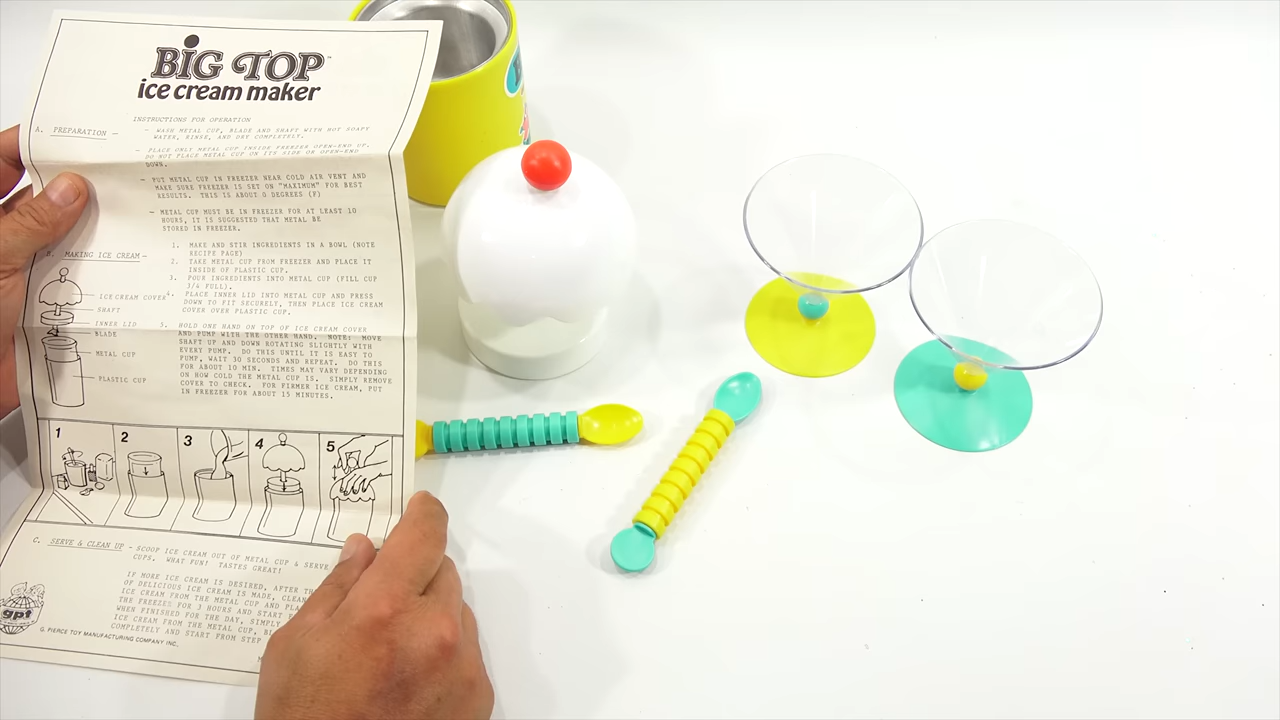 BIG TOP™
ice cream maker
INSTRUCTIONS FOR OPERATION
A. PREPARATION - - WASH METAL CUP, BLADE AND SHAFT WITH HOT SOAPY
WATER, RINSE, AND DRY COMPLETELY.
- PLACE ONLY METAL CUP INSIDE FREEZER OPEN-END UP.
DO NOT PLACE METAL CUP ON ITS SIDE OR OPEN-END
DOWN.
- PUT METAL CUP IN FREEZER NEAR COLD AIR VENT AND
MAKE SURE FREEZER IS SET ON "MAXIMUM" FOR BEST
RESULTS. THIS IS ABOUT 0 DEGREES (F)
- METAL CUP MUST BE IN FREEZER FOR AT LEAST 10
HOURS, IT IS SUGGESTED THAT METAL BE
STORED IN FREEZER.
B. MAKING ICE CREAM -
1. MAKE AND STIR INGREDIENTS IN A BOWL (NOTE
RECIPE PAGE)
2. TAKE METAL CUP FROM FREEZER AND PLACE IT
INSIDE OF PLASTIC CUP.
3. POUR INGREDIENTS INTO METAL CUP (FILL CUP
3/4 FULL).
4. PLACE INNER LID INTO METAL CUP AND PRESS
DOWN TO FIT SECURELY, THEN PLACE ICE CREAM
COVER OVER PLASTIC CUP.
5. HOLD ONE HAND ON TOP OF ICE CREAM COVER
AND PUMP WITH THE OTHER HAND. NOTE: MOVE
SHAFT UP AND DOWN ROTATING SLIGHTLY WITH
EVERY PUMP. DO THIS UNTIL IT IS EASY TO
PUMP, WAIT 30 SECONDS AND REPEAT. DO THIS
FOR ABOUT 10 MIN. TIMES MAY VARY DEPENDING
ON HOW COLD THE METAL CUP IS. SIMPLY REMOVE
COVER TO CHECK. FOR FIRMER ICE CREAM, PUT
IN FREEZER FOR ABOUT 15 MINUTES.
ICE CREAM COVER
SHAFT
INNER LID
BLADE
METAL CUP
PLASTIC CUP
1 2 3 4 5
C. SERVE & CLEAN UP - SCOOP ICE CREAM OUT OF METAL CUP & SERVE
CUPS. WHAT FUN! TASTES GREAT!
IF MORE ICE CREAM IS DESIRED, AFTER TH
OF DELICIOUS ICE CREAM IS MADE, CLEAN
ICE CREAM FROM THE METAL CUP AND PLA
THE FREEZES FOR 3 HOURS AND START F
WHEN FINISHED FOR THE DAY, SIMPLY
ICE CREAM FROM THE METAL CUP, BL
COMPLETELY AND START FROM STEP
gpt
G. PIERCE TOY MANUFACTURING COMPANY INC.